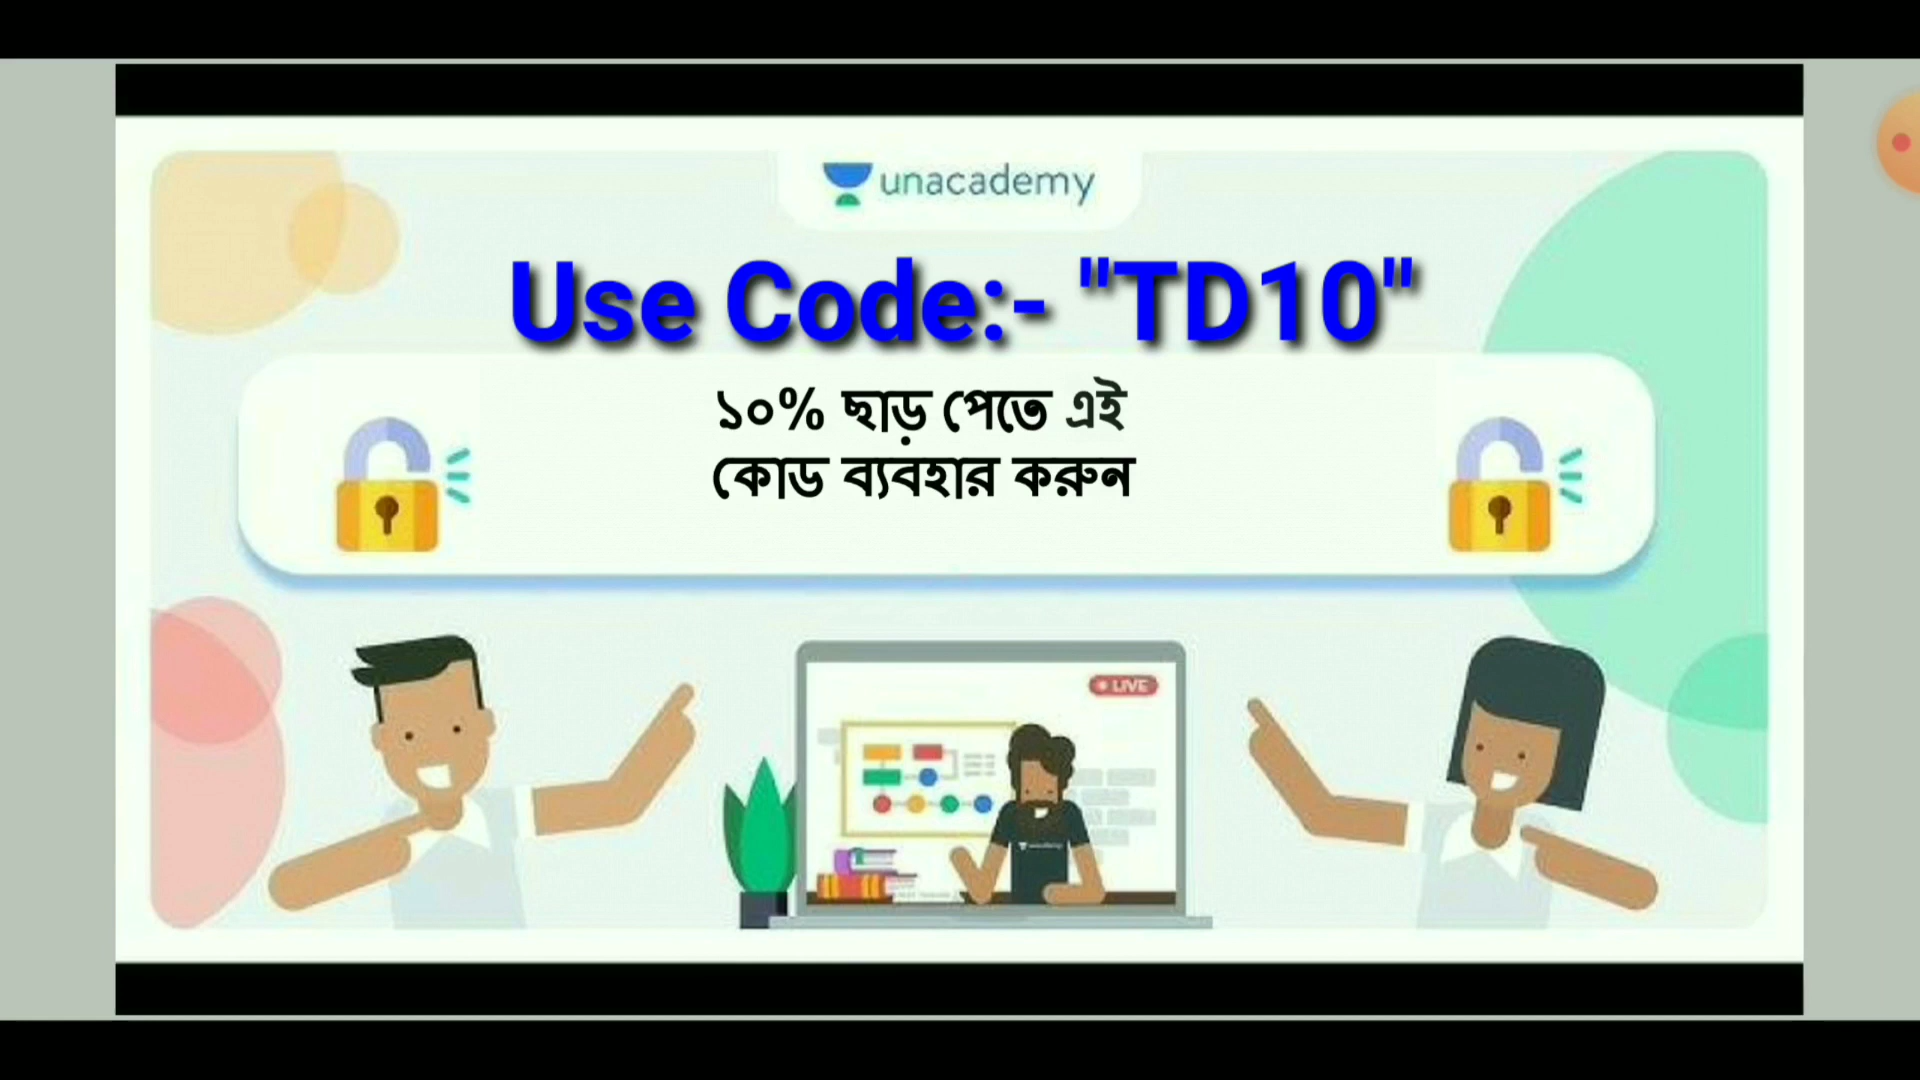 unacademy
Use Code:- "TD10"
১০% ছাড় পেতে এই
কোড ব্যবহার করুন
LIVE